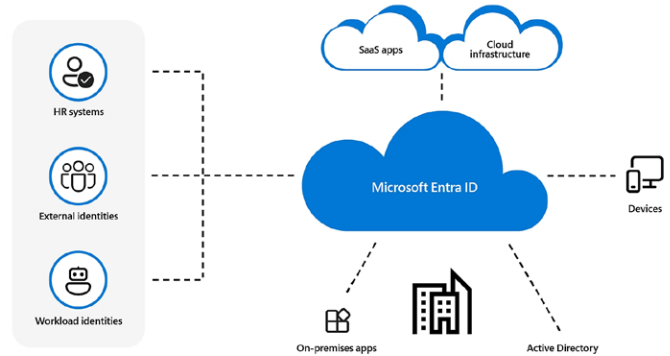 SaaS apps
Cloud
infrastructure
HR systems
External identities
Workload identities
Microsoft Entra ID
Devices
On-premises apps
Active Directory